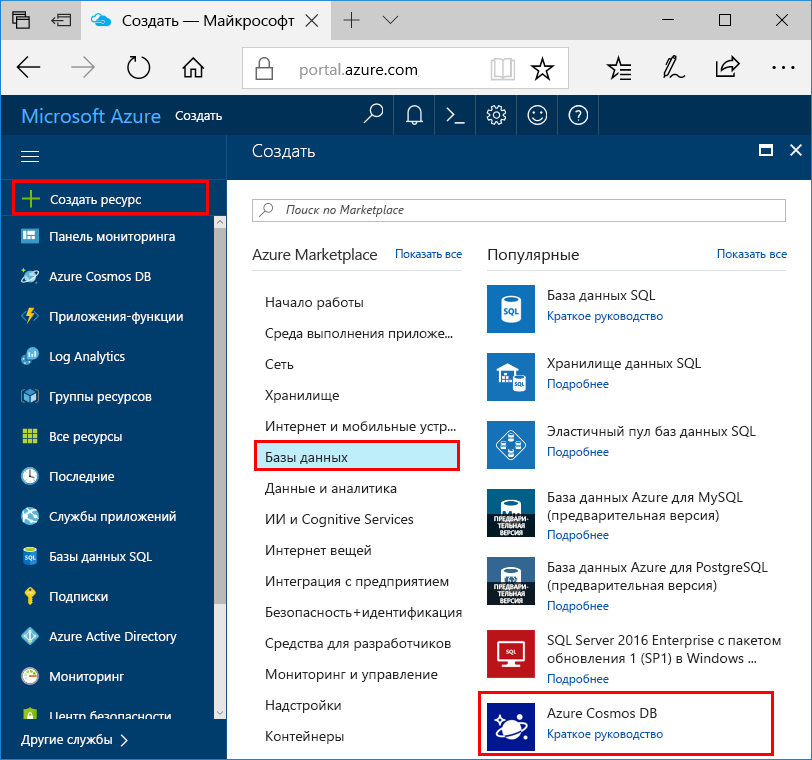 Создать — Майкрософт
portal.azure.com
Microsoft Azure Создать
Создать
Создать ресурс
Панель мониторинга
Azure Cosmos DB
Приложения-функции
Log Analytics
Группы ресурсов
Все ресурсы
Последние
Службы приложений
Базы данных SQL
Подписки
Azure Active Directory
Мониторинг
Центр безопасности
Другие службы
Поиск по Marketplace
Azure Marketplace Показать все
Начало работы
Среда выполнения приложе...
Сеть
Хранилище
Интернет и мобильные устр...
Базы данных
Данные и аналитика
ИИ и Cognitive Services
Интернет вещей
Интеграция с предприятием
Безопасность+идентификация
Средства для разработчиков
Мониторинг и управление
Надстройки
Контейнеры
Популярные Показать все
SQL
База данных SQL
Краткое руководство
SQL
Хранилище данных SQL
Подробнее
Эластичный пул баз данных SQL
Подробнее
ПРЕДВАРИ-
ТЕЛЬНАЯ
ВЕРСИЯ
База данных Azure для MySQL
(предварительная версия)
Подробнее
ПРЕДВАРИ-
ТЕЛЬНАЯ
ВЕРСИЯ
База данных Azure для PostgreSQL
(предварительная версия)
Подробнее
SQL
SQL Server 2016 Enterprise с пакетом
обновления 1 (SP1) в Windows ...
Подробнее
Azure Cosmos DB
Краткое руководство